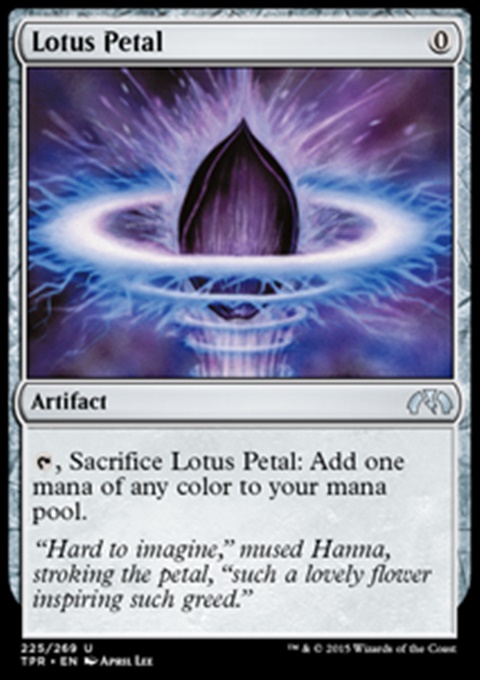 Lotus Petal 0
Artifact
, Sacrifice Lotus Petal: Add one
mana of any color to your mana
pool.
“Hard to imagine,” mused Hanna,
stroking the petal, “such a lovely flower
inspiring such greed.”
225/269 U
TPR • EN April Lee
™ & © 2015 Wizards of the Coast